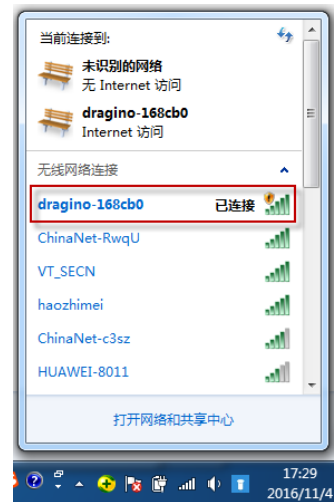 当前连接到:
未识别的网络
无 Internet 访问
dragino-168cb0
Internet 访问
无线网络连接
dragino-168cb0 已连接
ChinaNet-RwqU
VT_SECN
haozhimei
ChinaNet-c3sz
HUAWEI-8011
打开网络和共享中心
17:29
2016/11/4